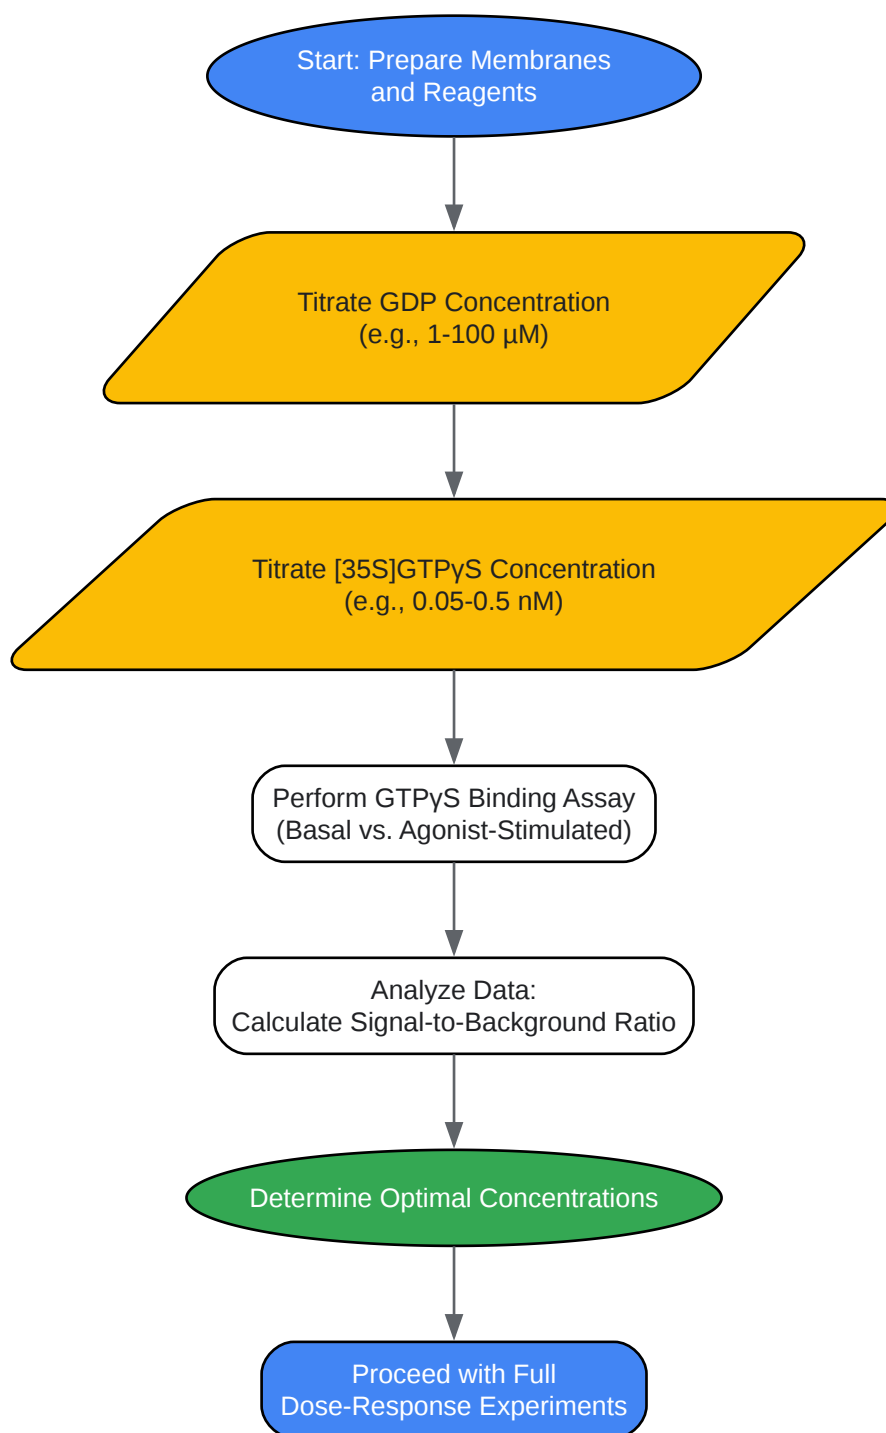 Start: Prepare Membranes
and Reagents
Titrate GDP Concentration
(e.g., 1-100 µM)
Titrate [35S]GTPγS Concentration
(e.g., 0.05-0.5 nM)
Perform GTPγS Binding Assay
(Basal vs. Agonist-Stimulated)
Analyze Data:
Calculate Signal-to-Background Ratio
Determine Optimal Concentrations
Proceed with Full
Dose-Response Experiments